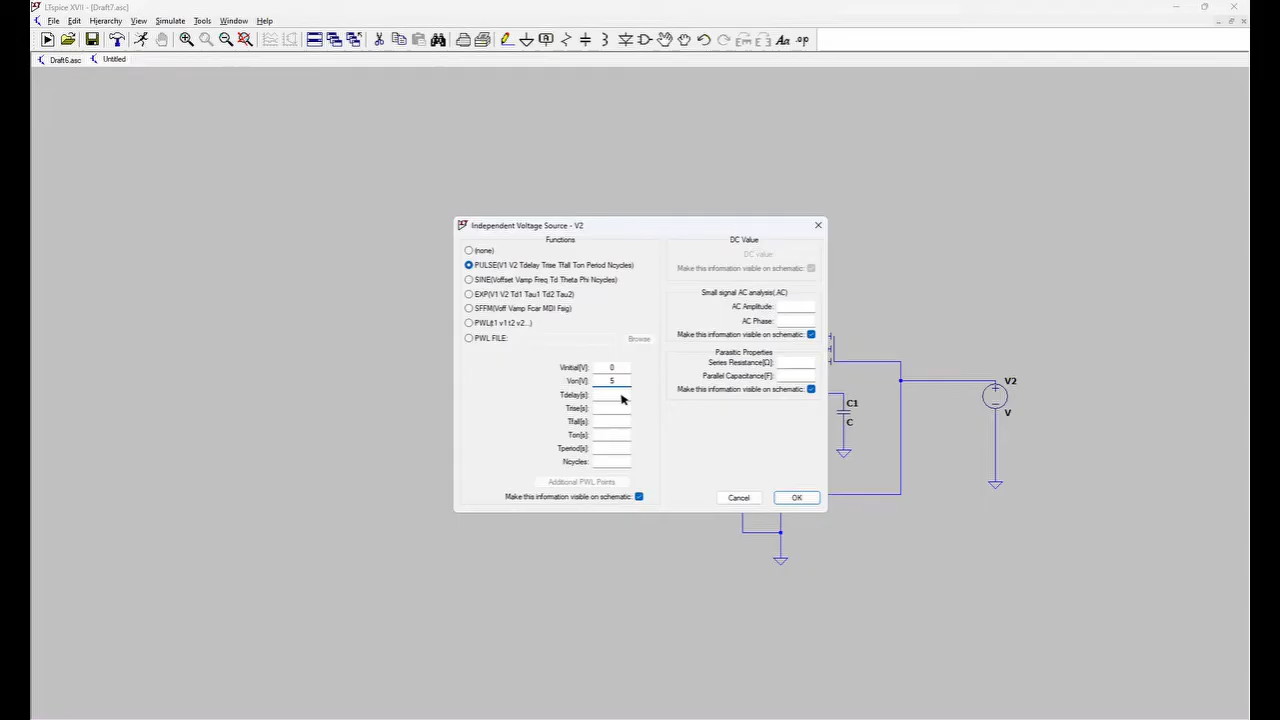 LTspice XVII - [Draft7.asc]
File Edit Hierarchy View Simulate Tools Window Help
Aa .op
Draft6.asc Untitled
Independent Voltage Source - V2
Functions
(none)
PULSE(V1 V2 Tdelay Trise Tfall Ton Period Ncycles)
SINE(Voffset Vamp Freq Td Theta Phi Ncycles)
EXP(V1 V2 Td1 Tau1 Td2 Tau2)
SFFM(Voff Vamp Fcar MDI Fsig)
PWL(t1 v1 t2 v2...)
PWL FILE: Browse
Vinitial[V]: 0
Von[V]: 5
Tdelay[s]:
Trise[s]:
Tfall[s]:
Ton[s]:
Tperiod[s]:
Ncycles:
Additional PWL Points
Make this information visible on schematic:
DC Value
DC value
Make this information visible on schematic:
Small signal AC analysis(.AC)
AC Amplitude:
AC Phase:
Make this information visible on schematic:
Parasitic Properties
Series Resistance[Ω]:
Parallel Capacitance[F]:
Make this information visible on schematic:
Cancel OK
C1
C
V2
V